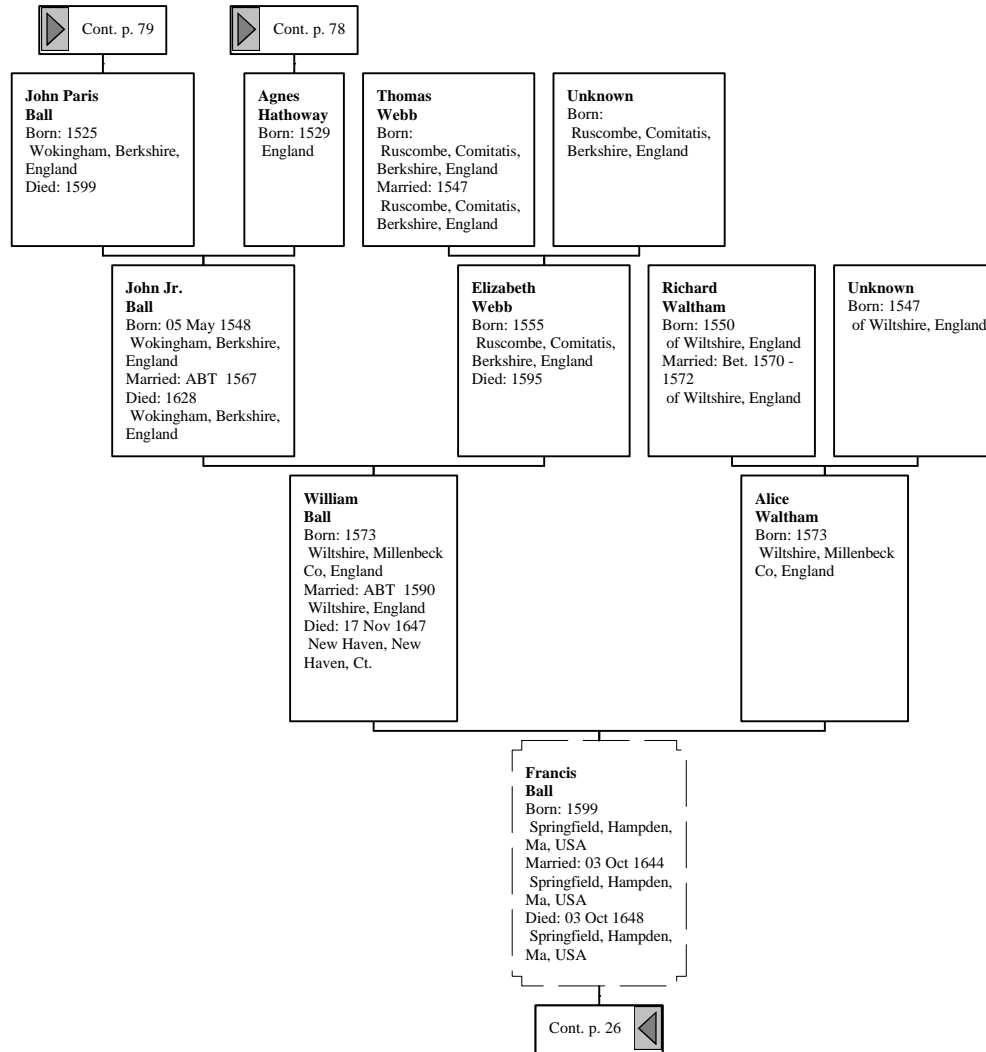 Cont. p. 79
Cont. p. 78
John Paris
Ball
Born: 1525
Wokingham, Berkshire,
England
Died: 1599
Agnes
Hathoway
Born: 1529
England
Thomas
Webb
Born:
Ruscombe, Comitatis,
Berkshire, England
Married: 1547
Ruscombe, Comitatis,
Berkshire, England
Unknown
Born:
Ruscombe, Comitatis,
Berkshire, England
John Jr.
Ball
Born: 05 May 1548
Wokingham, Berkshire,
England
Married: ABT 1567
Died: 1628
Wokingham, Berkshire,
England
Elizabeth
Webb
Born: 1555
Ruscombe, Comitatis,
Berkshire, England
Died: 1595
Richard
Waltham
Born: 1550
of Wiltshire, England
Married: Bet. 1570 -
1572
of Wiltshire, England
Unknown
Born: 1547
of Wiltshire, England
William
Ball
Born: 1573
Wiltshire, Millenbeck
Co, England
Married: ABT 1590
Wiltshire, England
Died: 17 Nov 1647
New Haven, New
Haven, Ct.
Alice
Waltham
Born: 1573
Wiltshire, Millenbeck
Co, England
Francis
Ball
Born: 1599
Springfield, Hampden,
Ma, USA
Married: 03 Oct 1644
Springfield, Hampden,
Ma, USA
Died: 03 Oct 1648
Springfield, Hampden,
Ma, USA
Cont. p. 26